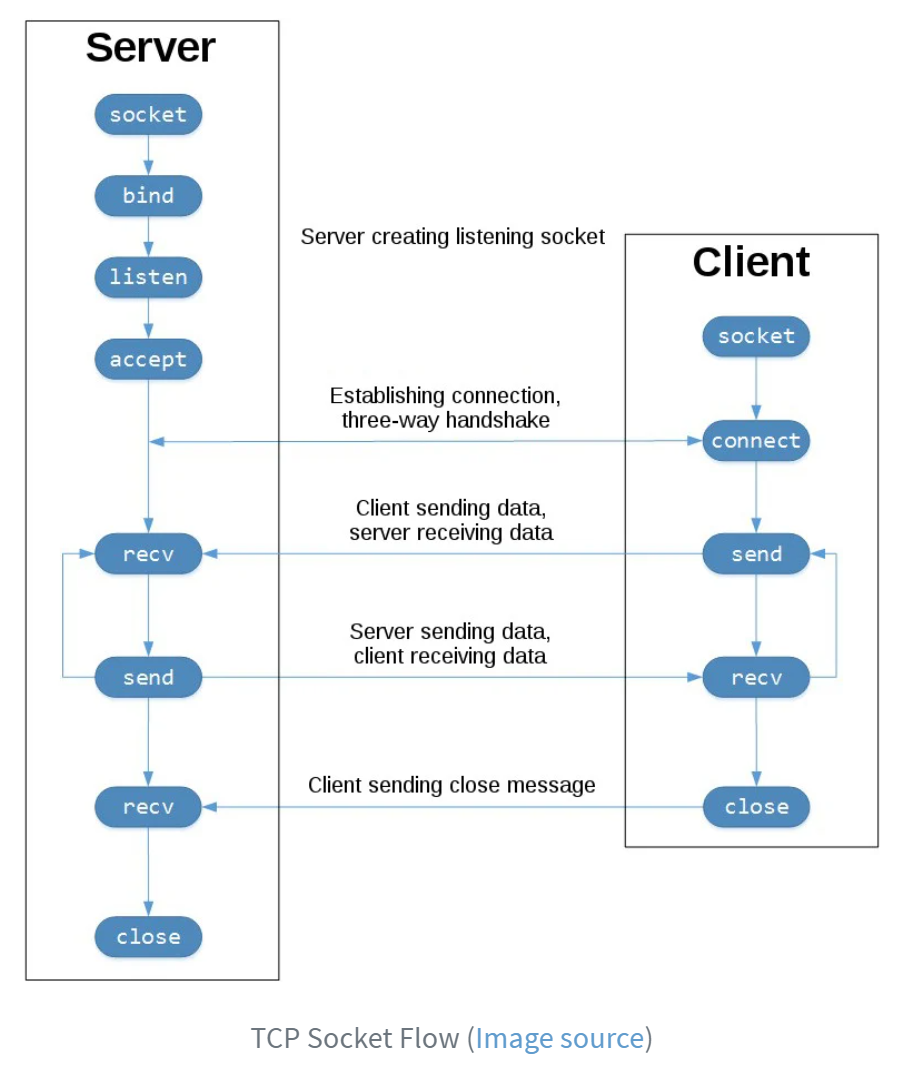 Server
socket
bind
listen
accept
Server creating listening socket
Client
socket
Establishing connection,
three-way handshake
connect
Client sending data,
server receiving data
recv
send
Server sending data,
client receiving data
send
recv
Client sending close message
recv
close
close
TCP Socket Flow (Image source)